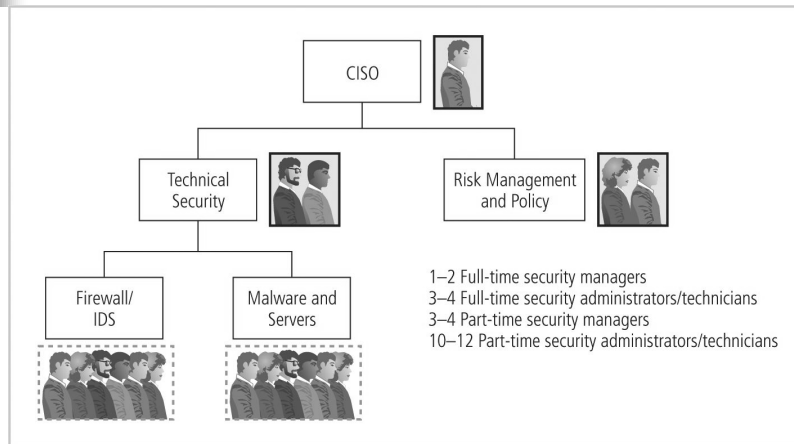 CISO
Technical
Security
Risk Management
and Policy
Firewall/
IDS
Malware and
Servers
1–2 Full-time security managers
3–4 Full-time security administrators/technicians
3–4 Part-time security managers
10–12 Part-time security administrators/technicians